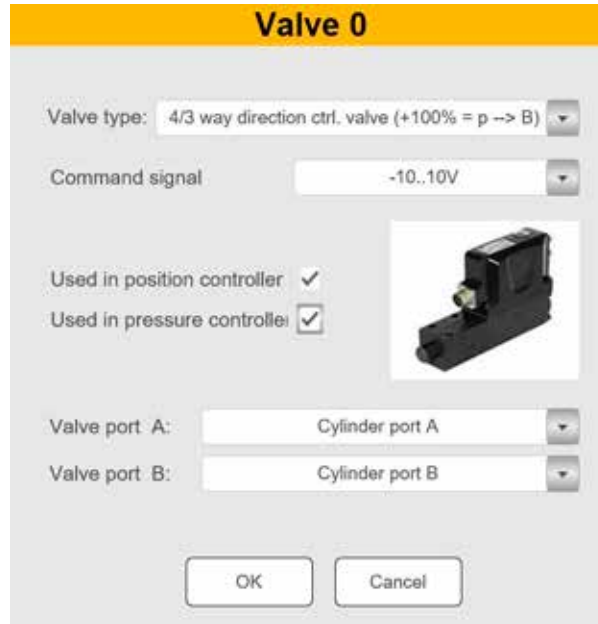 Valve 0
Valve type: 4/3 way direction ctrl. valve (+100% = p --> B)
Command signal -10..10V
Used in position controller
Used in pressure controller
Valve port A: Cylinder port A
Valve port B: Cylinder port B
OK Cancel